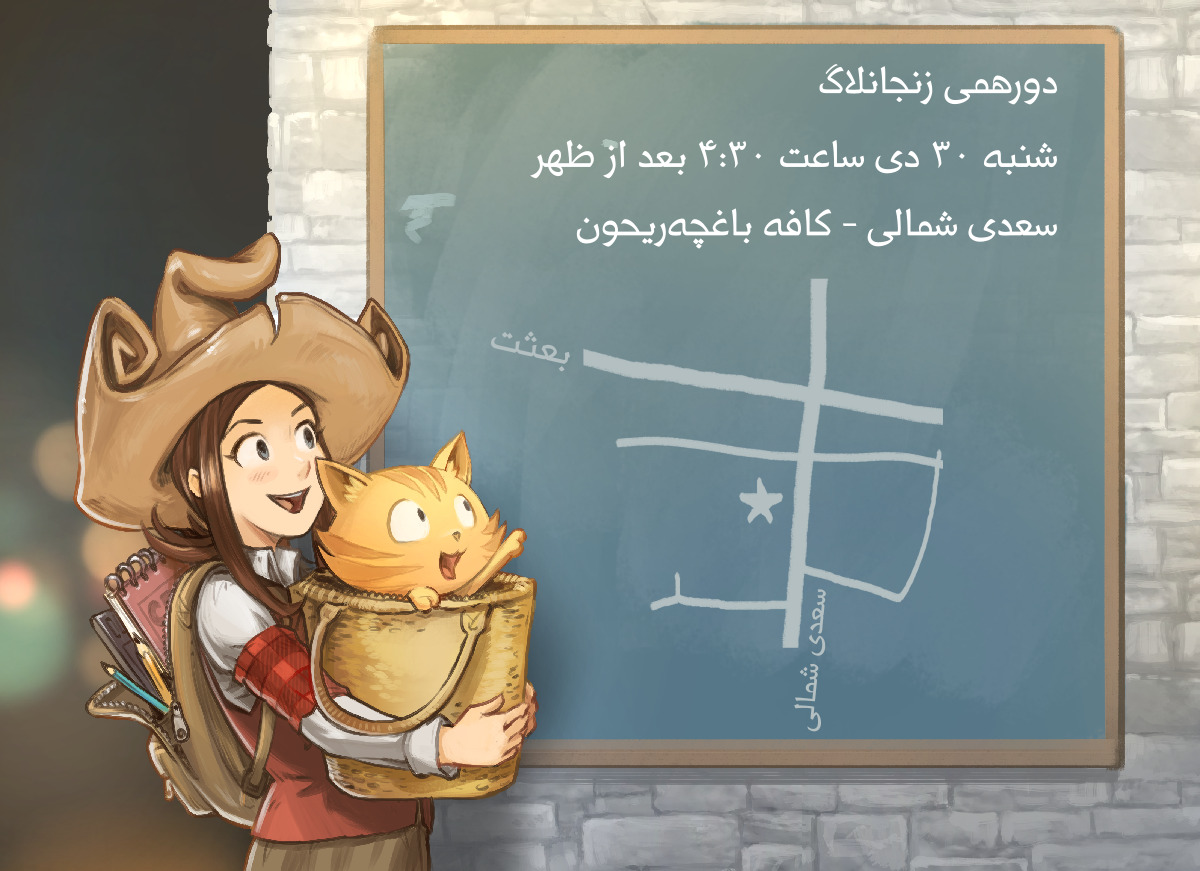 دورهمی زنجانلاگ
شنبه ۳۰ دی ساعت ۴:۳۰ بعد از ظهر
سعدی شمالی - کافه باغچه‌ریحون
بعثت
سعدی شمالی